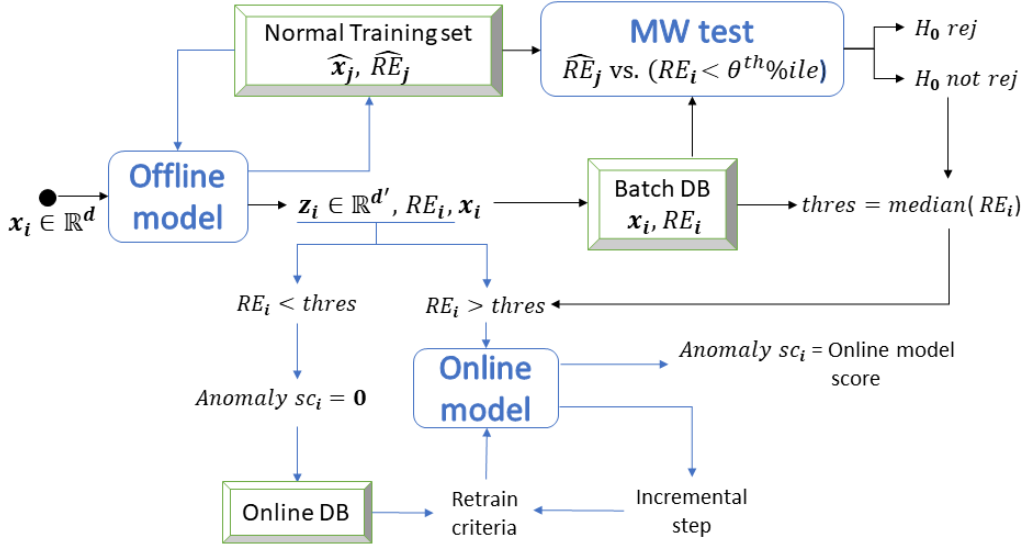 Normal Training set
x̂ⱼ, R̂Eⱼ
MW test
R̂Eⱼ vs. (REᵢ < θᵗʰ%ile)
H₀ rej
H₀ not rej
Offline
model
xᵢ ∈ ℝᵈ
zᵢ ∈ ℝᵈ′, REᵢ, xᵢ
Batch DB
xᵢ, REᵢ
thres = median( REᵢ)
REᵢ < thres
REᵢ > thres
Online
model
Anomaly scᵢ = Online model
score
Anomaly scᵢ = 0
Online DB
Retrain
criteria
Incremental
step